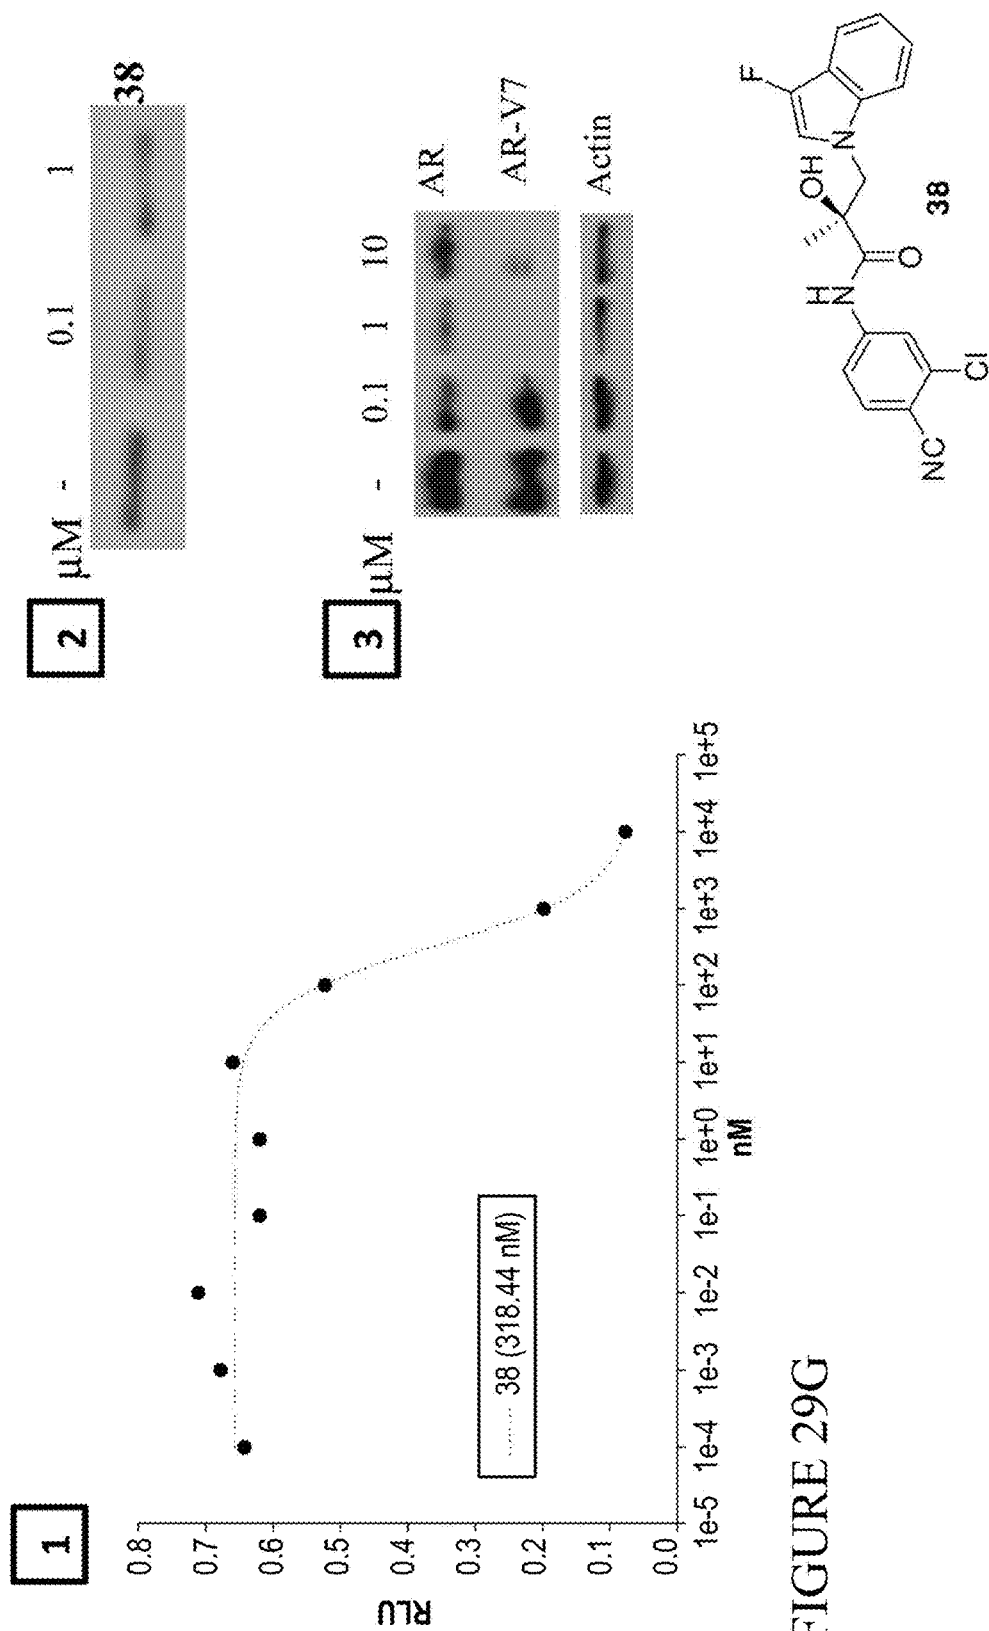 1
RLU
0.8
0.7
0.6
0.5
0.4
0.3
0.2
0.1
0.0
1e-5 1e-4 1e-3 1e-2 1e-1 1e+0 1e+1 1e+2 1e+3 1e+4 1e+5
nM
38 (318.44 nM)
2
µM - 0.1 1
38
3
µM - 0.1 1 10
AR
AR-V7
Actin
NC
Cl
H
N
O
OH
N
F
38
FIGURE 29G